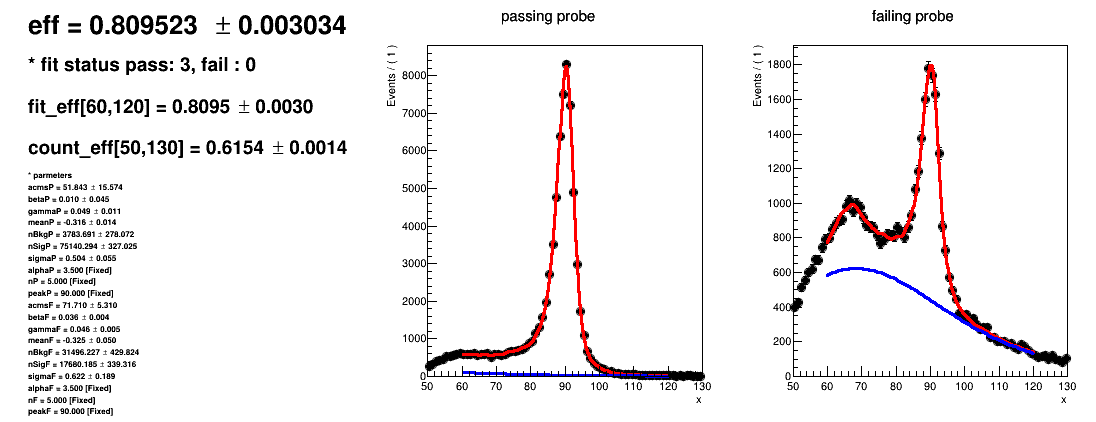 eff = 0.809523 ± 0.003034
* fit status pass: 3, fail : 0
fit_eff[60,120] = 0.8095 ± 0.0030
count_eff[50,130] = 0.6154 ± 0.0014
* parmeters
acmsP = 51.843 ± 15.574
betaP = 0.010 ± 0.045
gammaP = 0.049 ± 0.011
meanP = -0.316 ± 0.014
nBkgP = 3783.691 ± 278.072
nSigP = 75140.294 ± 327.025
sigmaP = 0.504 ± 0.055
alphaP = 3.500 [Fixed]
nP = 5.000 [Fixed]
peakP = 90.000 [Fixed]
acmsF = 71.710 ± 5.310
betaF = 0.036 ± 0.004
gammaF = 0.046 ± 0.005
meanF = -0.325 ± 0.050
nBkgF = 31496.227 ± 429.824
nSigF = 17680.185 ± 339.316
sigmaF = 0.622 ± 0.189
alphaF = 3.500 [Fixed]
nF = 5.000 [Fixed]
peakF = 90.000 [Fixed]
passing probe
Events / ( 1 )
8000
7000
6000
5000
4000
3000
2000
1000
0
50 60 70 80 90 100 110 120 130
x
failing probe
Events / ( 1 )
1800
1600
1400
1200
1000
800
600
400
200
0
50 60 70 80 90 100 110 120 130
x